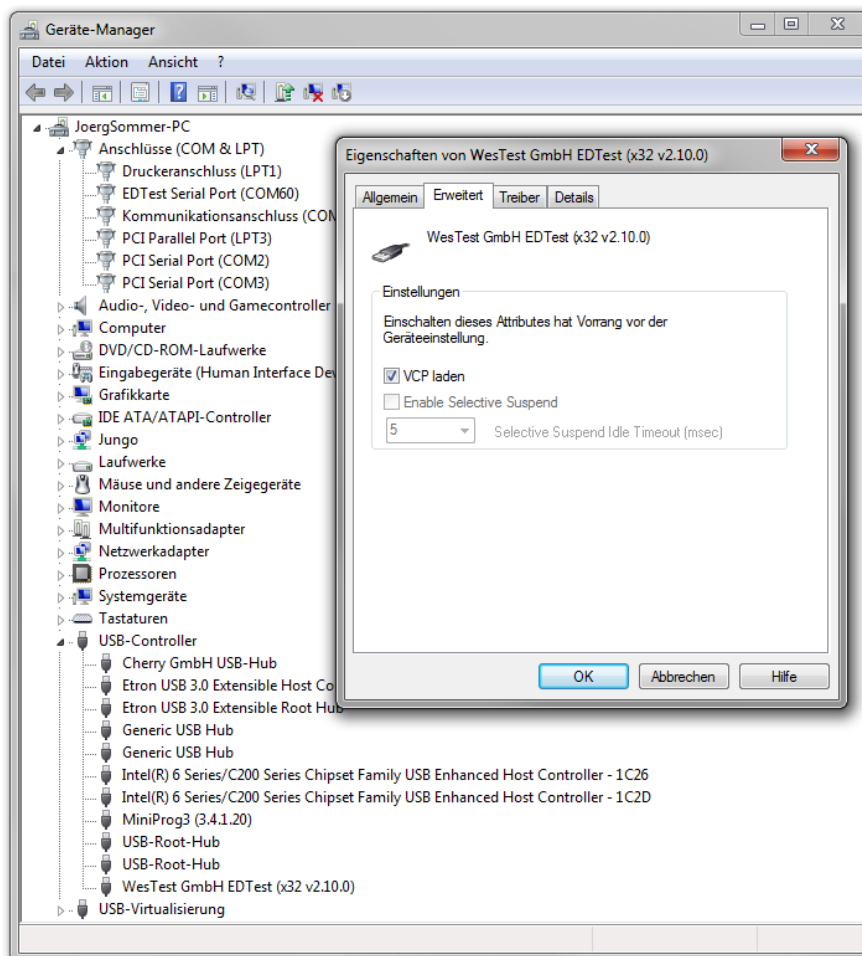 Geräte-Manager
Datei Aktion Ansicht ?
JoergSommer-PC
Anschlüsse (COM & LPT)
Druckeranschluss (LPT1)
EDTest Serial Port (COM60)
Kommunikationsanschluss (COM
PCI Parallel Port (LPT3)
PCI Serial Port (COM2)
PCI Serial Port (COM3)
Audio-, Video- und Gamecontroller
Computer
DVD/CD-ROM-Laufwerke
Eingabegeräte (Human Interface Dev
Grafikkarte
IDE ATA/ATAPI-Controller
Jungo
Laufwerke
Mäuse und andere Zeigegeräte
Monitore
Multifunktionsadapter
Netzwerkadapter
Prozessoren
Systemgeräte
Tastaturen
USB-Controller
Cherry GmbH USB-Hub
Etron USB 3.0 Extensible Host Co
Etron USB 3.0 Extensible Root Hub
Generic USB Hub
Generic USB Hub
Intel(R) 6 Series/C200 Series Chipset Family USB Enhanced Host Controller - 1C26
Intel(R) 6 Series/C200 Series Chipset Family USB Enhanced Host Controller - 1C2D
MiniProg3 (3.4.1.20)
USB-Root-Hub
USB-Root-Hub
WesTest GmbH EDTest (x32 v2.10.0)
USB-Virtualisierung
Eigenschaften von WesTest GmbH EDTest (x32 v2.10.0)
Allgemein Erweitert Treiber Details
WesTest GmbH EDTest (x32 v2.10.0)
Einstellungen
Einschalten dieses Attributes hat Vorrang vor der
Geräteeinstellung.
VCP laden
Enable Selective Suspend
5 Selective Suspend Idle Timeout (msec)
OK Abbrechen Hilfe